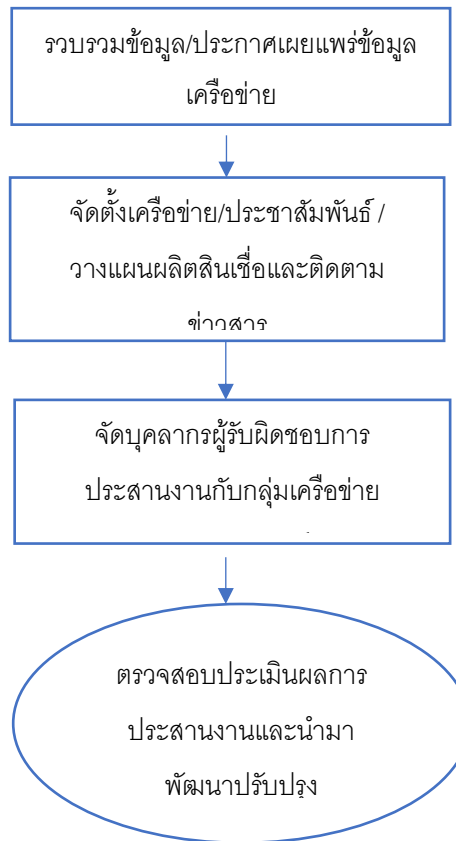 รวบรวมข้อมูล/ประกาศเผยแพร่ข้อมูล
เครือข่าย
จัดตั้งเครือข่าย/ประชาสัมพันธ์ /
วางแผนผลิตสินเชื่อและติดตาม
ข่าวสาร
จัดบุคลากรผู้รับผิดชอบการ
ประสานงานกับกลุ่มเครือข่าย
ตรวจสอบประเมินผลการ
ประสานงานและนำมา
พัฒนาปรับปรุง